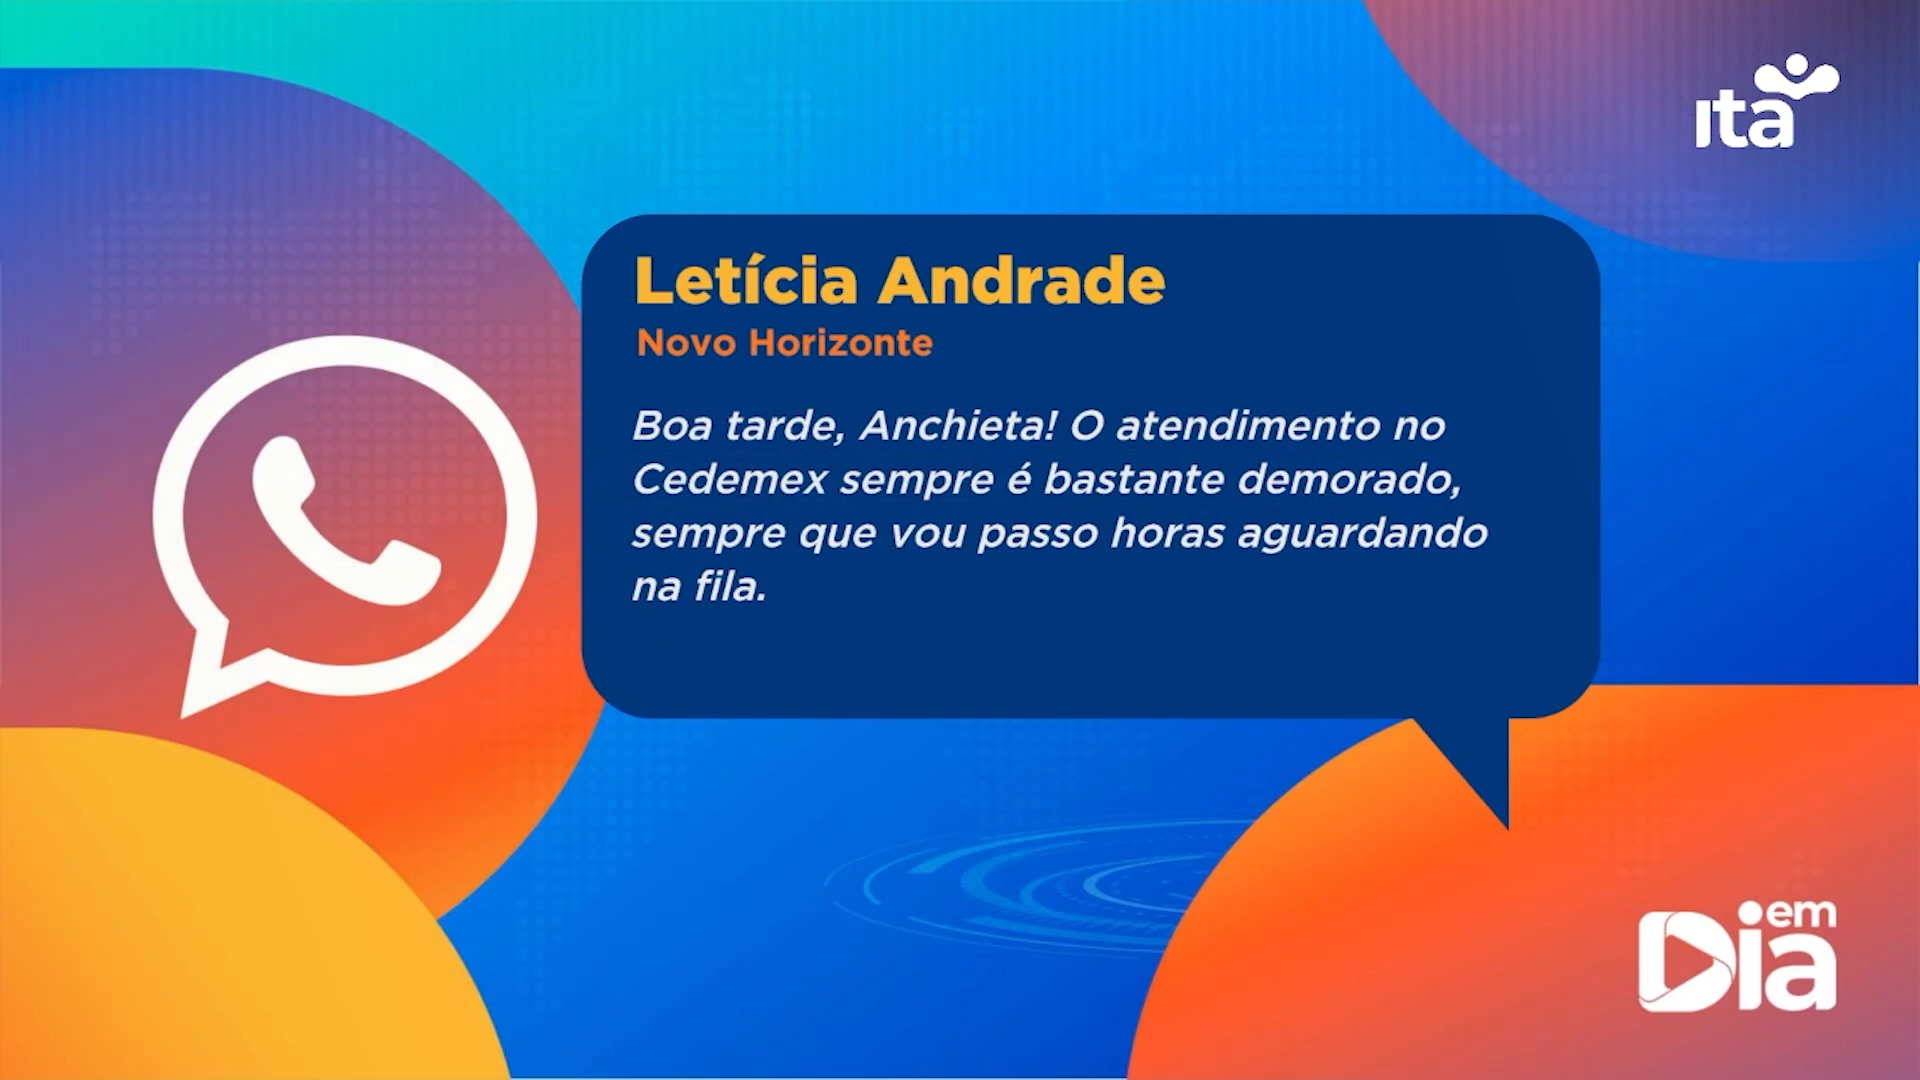 ıta
Letícia Andrade
Novo Horizonte
Boa tarde, Anchieta! O atendimento no
Cedemex sempre é bastante demorado,
sempre que vou passo horas aguardando
na fila.
em
Dia